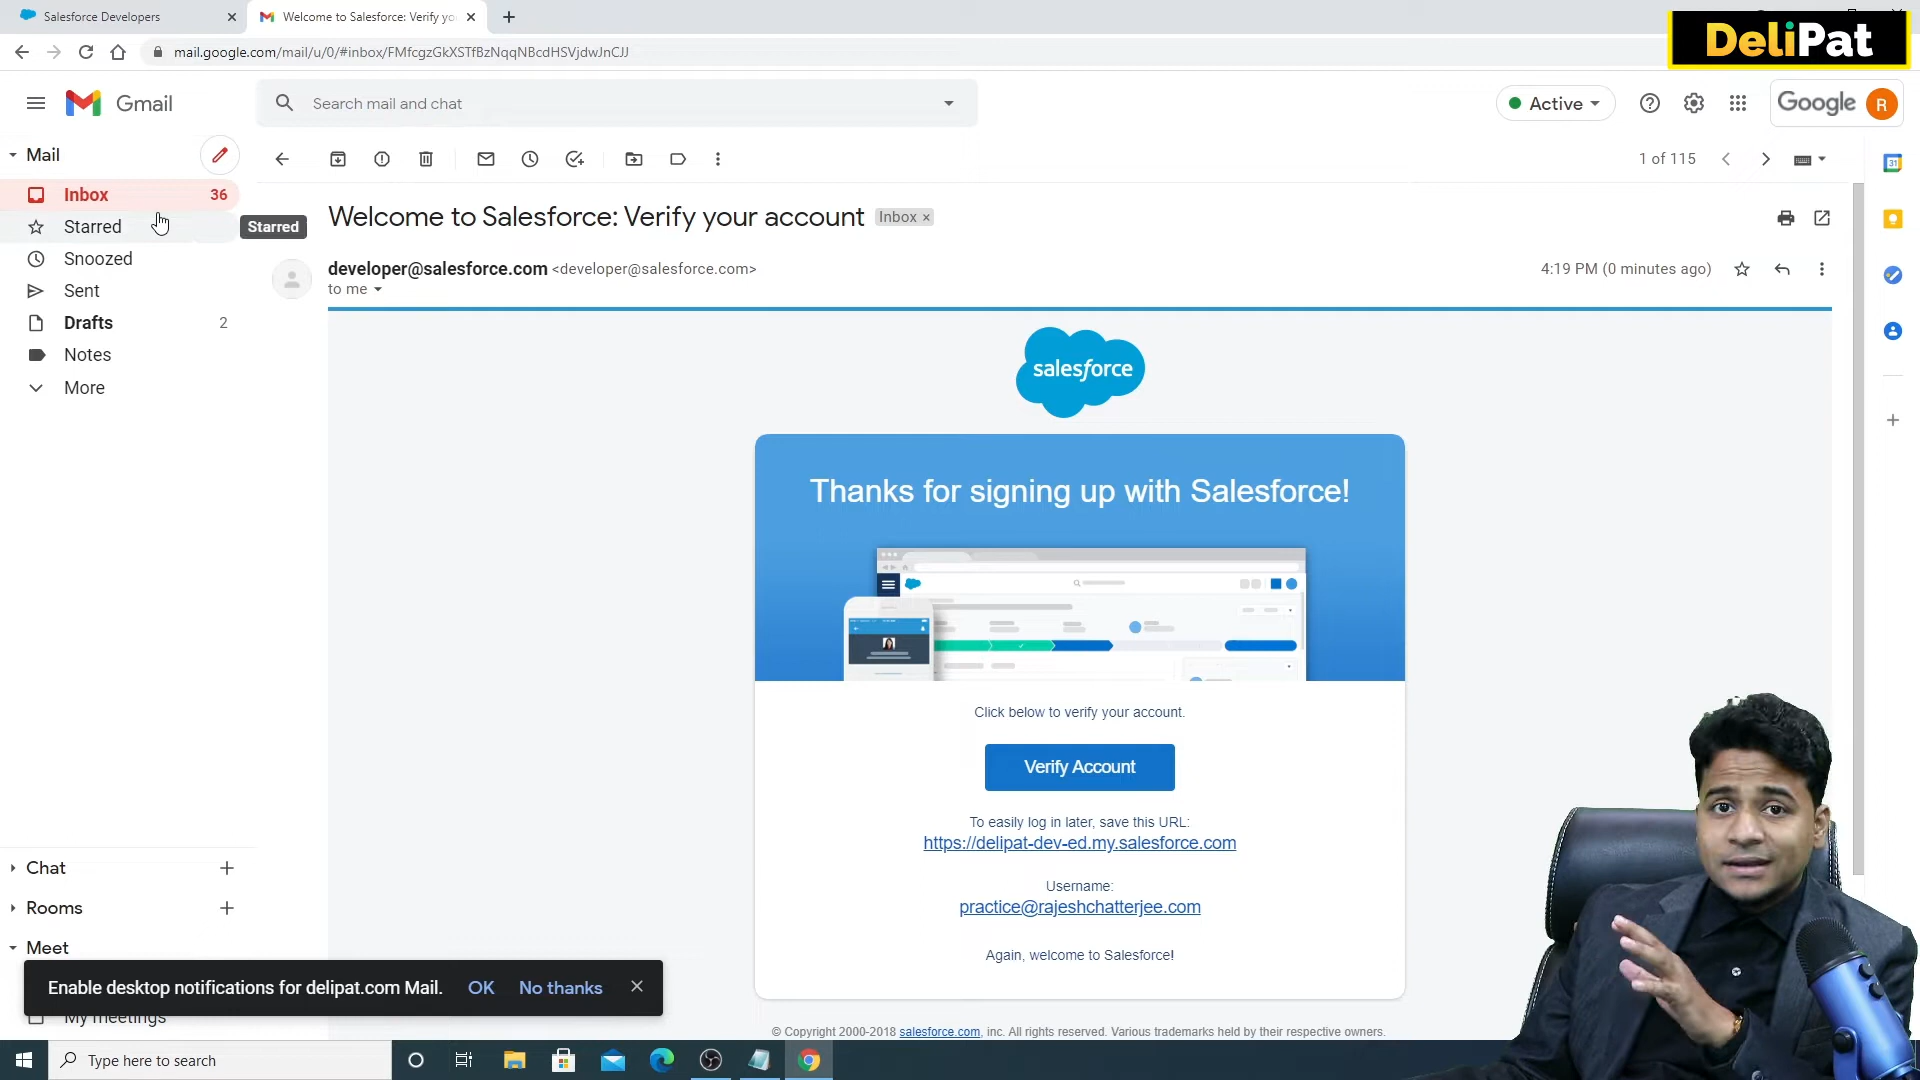 Salesforce Developers
Welcome to Salesforce: Verify yo
DeliPat
mail.google.com/mail/u/0/#inbox/FMfcgzGkXSTfBzNqqNBcdHSVjdwJnCJJ
Gmail
Search mail and chat
Active
Google
R
Mail
1 of 115
31
Inbox 36
Starred
Starred
Welcome to Salesforce: Verify your account
Inbox ×
Snoozed
developer@salesforce.com <developer@salesforce.com>
4:19 PM (0 minutes ago)
to me
Sent
Drafts 2
Notes
More
salesforce
Thanks for signing up with Salesforce!
Click below to verify your account.
Verify Account
To easily log in later, save this URL:
https://delipat-dev-ed.my.salesforce.com
Username:
practice@rajeshchatterjee.com
Again, welcome to Salesforce!
Chat
Rooms
Meet
Enable desktop notifications for delipat.com Mail. OK No thanks
My meetings
© Copyright 2000-2018 salesforce.com, inc. All rights reserved. Various trademarks held by their respective owners.
Type here to search